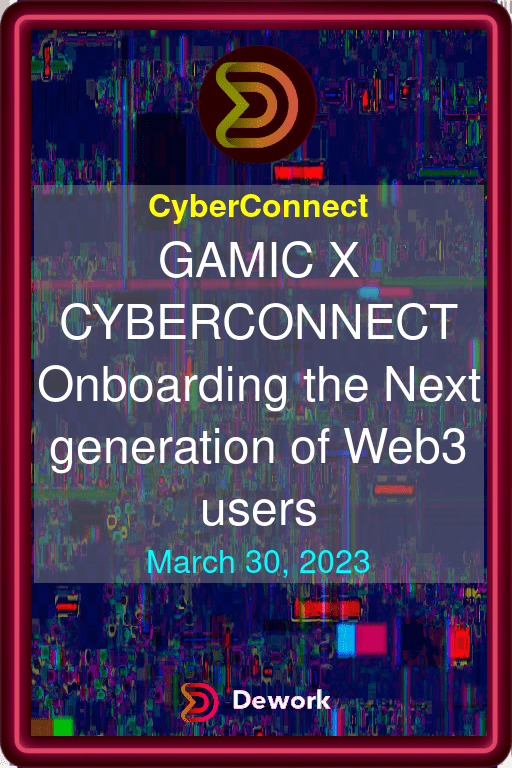 CyberConnect
GAMIC X
CYBERCONNECT
Onboarding the Next
generation of Web3
users
March 30, 2023
Dework